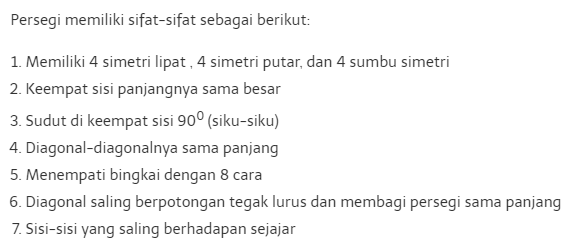 Persegi memiliki sifat-sifat sebagai berikut:
1. Memiliki 4 simetri lipat , 4 simetri putar, dan 4 sumbu simetri
2. Keempat sisi panjangnya sama besar
3. Sudut di keempat sisi 90⁰ (siku-siku)
4. Diagonal-diagonalnya sama panjang
5. Menempati bingkai dengan 8 cara
6. Diagonal saling berpotongan tegak lurus dan membagi persegi sama panjang
7. Sisi-sisi yang saling berhadapan sejajar